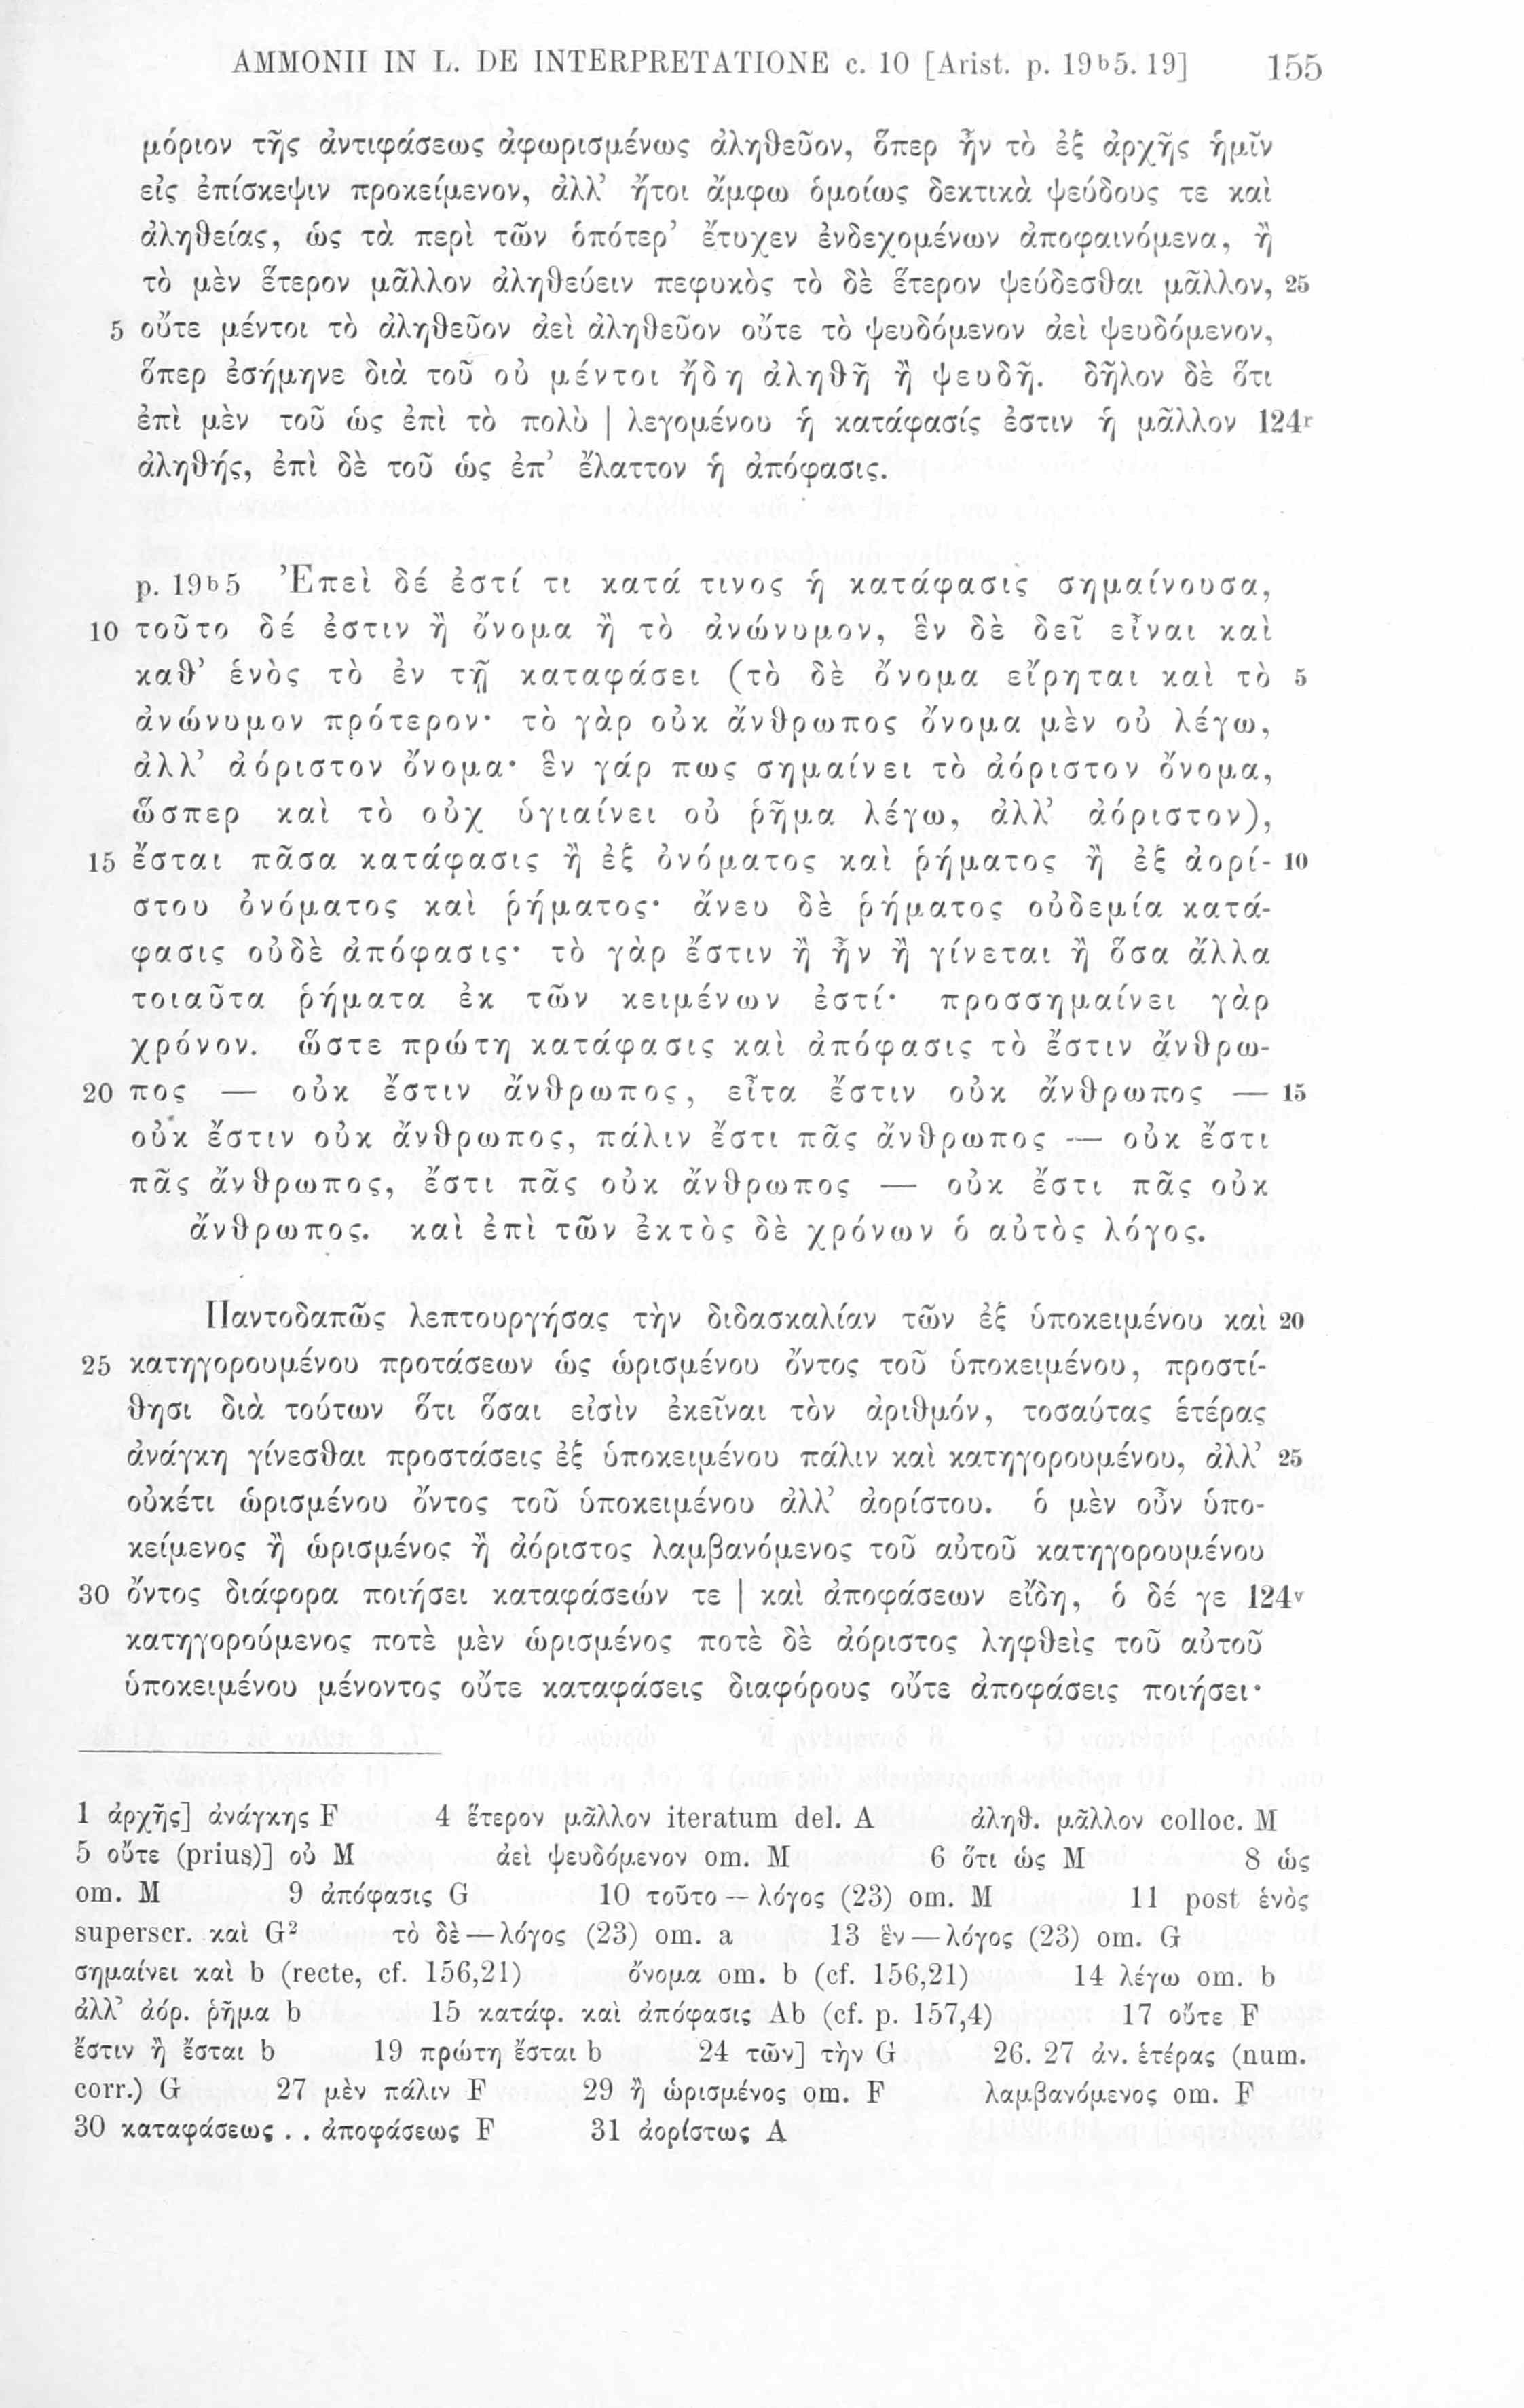 AMMONII IN L. DE INTERPRETATIONE c. 10 [Arist. p. 19ᵇ5. 19] 155
μόριον τῆς ἀντιφάσεως ἀφωρισμένως ἀληθεῦον, ὅπερ ἦν τὸ ἐξ ἀρχῆς ἡμῖν
εἰς ἐπίσκεψιν προκείμενον, ἀλλ’ ἤτοι ἄμφω ὁμοίως δεκτικὰ ψεύδους τε καὶ
ἀληθείας, ὡς τὰ περὶ τῶν ὁπότερ’ ἔτυχεν ἐνδεχομένων ἀποφαινόμενα, ἢ
τὸ μὲν ἕτερον μᾶλλον ἀληθεύειν πεφυκὸς τὸ δὲ ἕτερον ψεύδεσθαι μᾶλλον, 25
5 οὔτε μέντοι τὸ ἀληθεῦον ἀεὶ ἀληθεῦον οὔτε τὸ ψευδόμενον ἀεὶ ψευδόμενον,
ὅπερ ἐσήμηνε διὰ τοῦ οὐ μέντοι ἤδη ἀληθῆ ἢ ψευδῆ. δῆλον δὲ ὅτι
ἐπὶ μὲν τοῦ ὡς ἐπὶ τὸ πολὺ | λεγομένου ἡ κατάφασίς ἐστιν ἡ μᾶλλον 124ʳ
ἀληθής, ἐπὶ δὲ τοῦ ὡς ἐπ’ ἔλαττον ἡ ἀπόφασις.
p. 19ᵇ5 Ἐπεὶ δέ ἐστί τι κατά τινος ἡ κατάφασις σημαίνουσα,
10 τοῦτο δέ ἐστιν ἢ ὄνομα ἢ τὸ ἀνώνυμον, ἓν δὲ δεῖ εἶναι καὶ
καθ’ ἑνὸς τὸ ἐν τῇ καταφάσει (τὸ δὲ ὄνομα εἴρηται καὶ τὸ 5
ἀνώνυμον πρότερον· τὸ γὰρ οὐκ ἄνθρωπος ὄνομα μὲν οὐ λέγω,
ἀλλ’ ἀόριστον ὄνομα· ἓν γάρ πως σημαίνει τὸ ἀόριστον ὄνομα,
ὥσπερ καὶ τὸ οὐχ ὑγιαίνει οὐ ῥῆμα λέγω, ἀλλ’ ἀόριστον),
15 ἔσται πᾶσα κατάφασις ἢ ἐξ ὀνόματος καὶ ῥήματος ἢ ἐξ ἀορί- 10
στου ὀνόματος καὶ ῥήματος· ἄνευ δὲ ῥήματος οὐδεμία κατά-
φασις οὐδὲ ἀπόφασις· τὸ γὰρ ἔστιν ἢ ἦν ἢ γίνεται ἢ ὅσα ἄλλα
τοιαῦτα ῥήματα ἐκ τῶν κειμένων ἐστί· προσσημαίνει γὰρ
χρόνον. ὥστε πρώτη κατάφασις καὶ ἀπόφασις τὸ ἔστιν ἄνθρω-
20 πος — οὐκ ἔστιν ἄνθρωπος, εἶτα ἔστιν οὐκ ἄνθρωπος — 15
οὐκ ἔστιν οὐκ ἄνθρωπος, πάλιν ἔστι πᾶς ἄνθρωπος — οὐκ ἔστι
πᾶς ἄνθρωπος, ἔστι πᾶς οὐκ ἄνθρωπος — οὐκ ἔστι πᾶς οὐκ
ἄνθρωπος. καὶ ἐπὶ τῶν ἐκτὸς δὲ χρόνων ὁ αὐτὸς λόγος.
Παντοδαπῶς λεπτουργήσας τὴν διδασκαλίαν τῶν ἐξ ὑποκειμένου καὶ 20
25 κατηγορουμένου προτάσεων ὡς ὡρισμένου ὄντος τοῦ ὑποκειμένου, προστί-
θησι διὰ τούτων ὅτι ὅσαι εἰσὶν ἐκεῖναι τὸν ἀριθμόν, τοσαύτας ἑτέρας
ἀνάγκη γίνεσθαι προστάσεις ἐξ ὑποκειμένου πάλιν καὶ κατηγορουμένου, ἀλλ’ 25
οὐκέτι ὡρισμένου ὄντος τοῦ ὑποκειμένου ἀλλ’ ἀορίστου. ὁ μὲν οὖν ὑπο-
κείμενος ἢ ὡρισμένος ἢ ἀόριστος λαμβανόμενος τοῦ αὐτοῦ κατηγορουμένου
30 ὄντος διάφορα ποιήσει καταφάσεών τε | καὶ ἀποφάσεων εἴδη, ὁ δέ γε 124ᵛ
κατηγορούμενος ποτὲ μὲν ὡρισμένος ποτὲ δὲ ἀόριστος ληφθεὶς τοῦ αὐτοῦ
ὑποκειμένου μένοντος οὔτε καταφάσεις διαφόρους οὔτε ἀποφάσεις ποιήσει·
1 ἀρχῆς] ἀνάγκης F 4 ἕτερον μᾶλλον iteratum del. A ἀληθ. μᾶλλον colloc. M
5 οὔτε (prius)] οὐ M ἀεὶ ψευδόμενον om. M 6 ὅτι ὡς M 8 ὡς
om. M 9 ἀπόφασις G 10 τοῦτο — λόγος (23) om. M 11 post ἑνὸς
superscr. καὶ G² τὸ δὲ — λόγος (23) om. a 13 ἓν — λόγος (23) om. G
σημαίνει καὶ b (recte, cf. 156,21) ὄνομα om. b (cf. 156,21) 14 λέγω om. b
ἀλλ’ ἀόρ. ῥῆμα b 15 κατάφ. καὶ ἀπόφασις Ab (cf. p. 157,4) 17 οὔτε F
ἔστιν ἢ ἔσται b 19 πρώτη ἔσται b 24 τῶν] τὴν G 26. 27 ἀν. ἑτέρας (num.
corr.) G 27 μὲν πάλιν F 29 ἢ ὡρισμένος om. F λαμβανόμενος om. F
30 καταφάσεως . . ἀποφάσεως F 31 ἀορίστως A